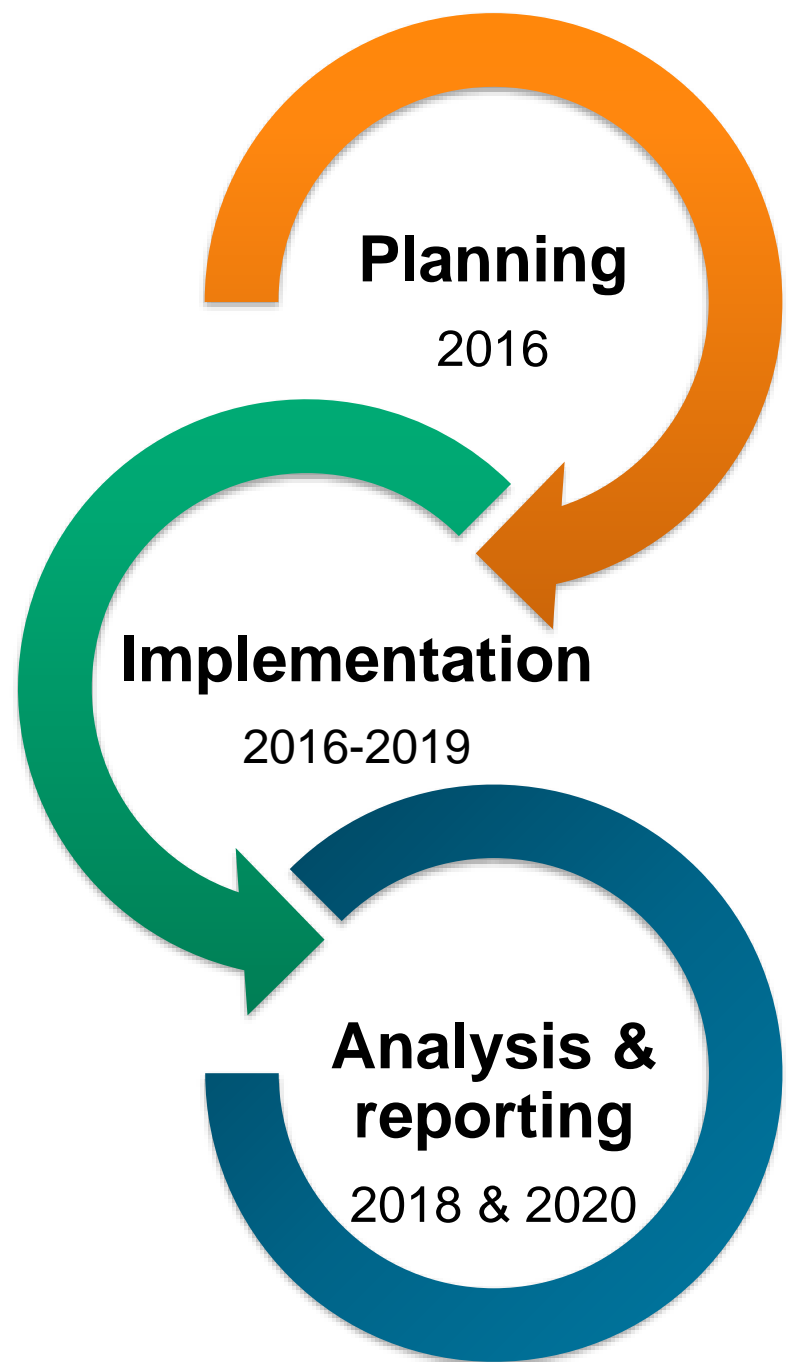 Planning
2016
Implementation
2016-2019
Analysis &
reporting
2018 & 2020